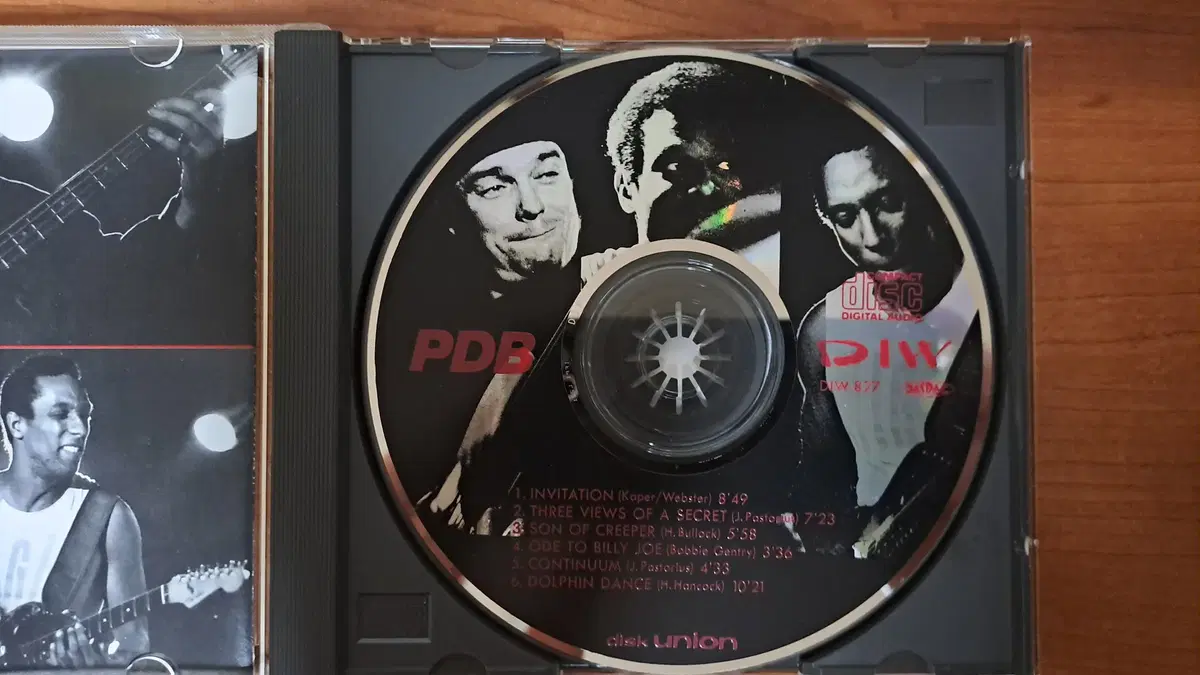 COMPACT
disc
DIGITAL AUDIO
PDB
DIW
DIW 827
1. INVITATION (Kaper/Webster) 8'49
2. THREE VIEWS OF A SECRET (J. Pastorius) 7'23
3. SON OF CREEPER (H. Bullock) 5'58
4. ODE TO BILLY JOE (Bobbie Gentry) 3'36
5. CONTINUUM (J. Pastorius) 4'33
6. DOLPHIN DANCE (H. Hancock) 10'21
disk union